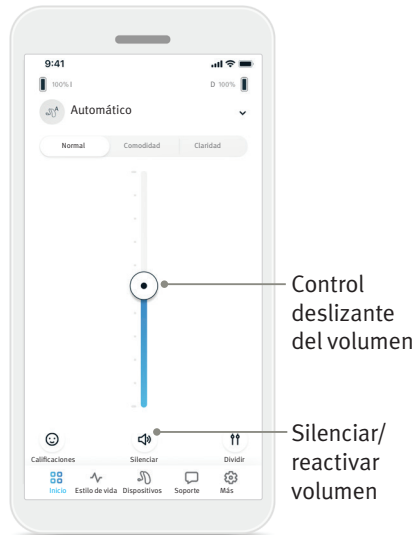 9:41
100% I
D 100%
Automático
Normal Comodidad Claridad
Control
deslizante
del volumen
Silenciar/
reactivar
volumen
Calificaciones Silenciar Dividir
Inicio Estilo de vida Dispositivos Soporte Más